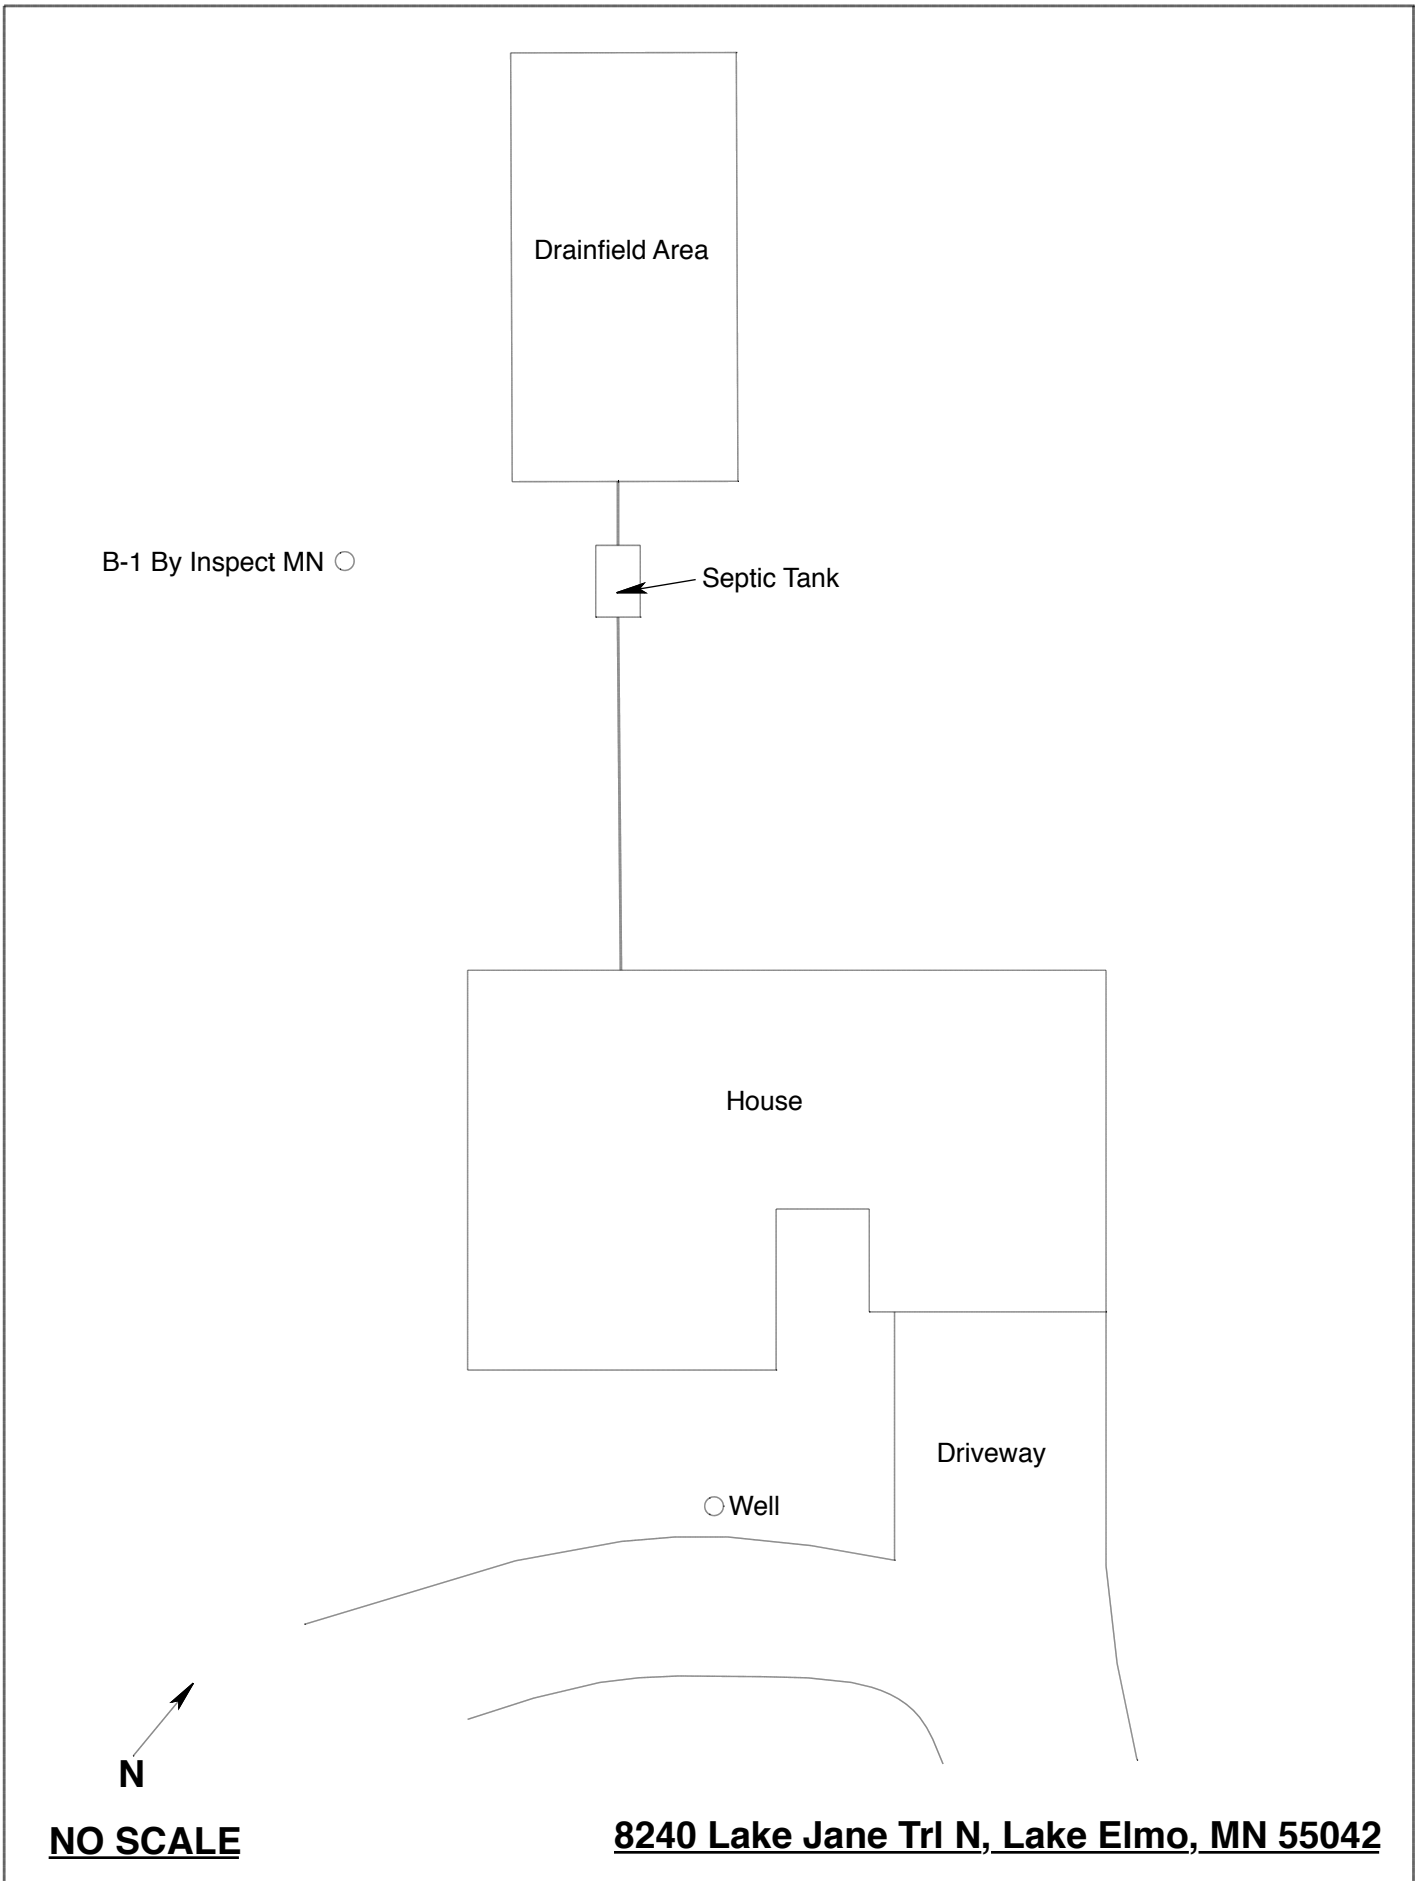 Drainfield Area
B-1 By Inspect MN
Septic Tank
House
Driveway
Well
N
NO SCALE
8240 Lake Jane Trl N, Lake Elmo, MN 55042